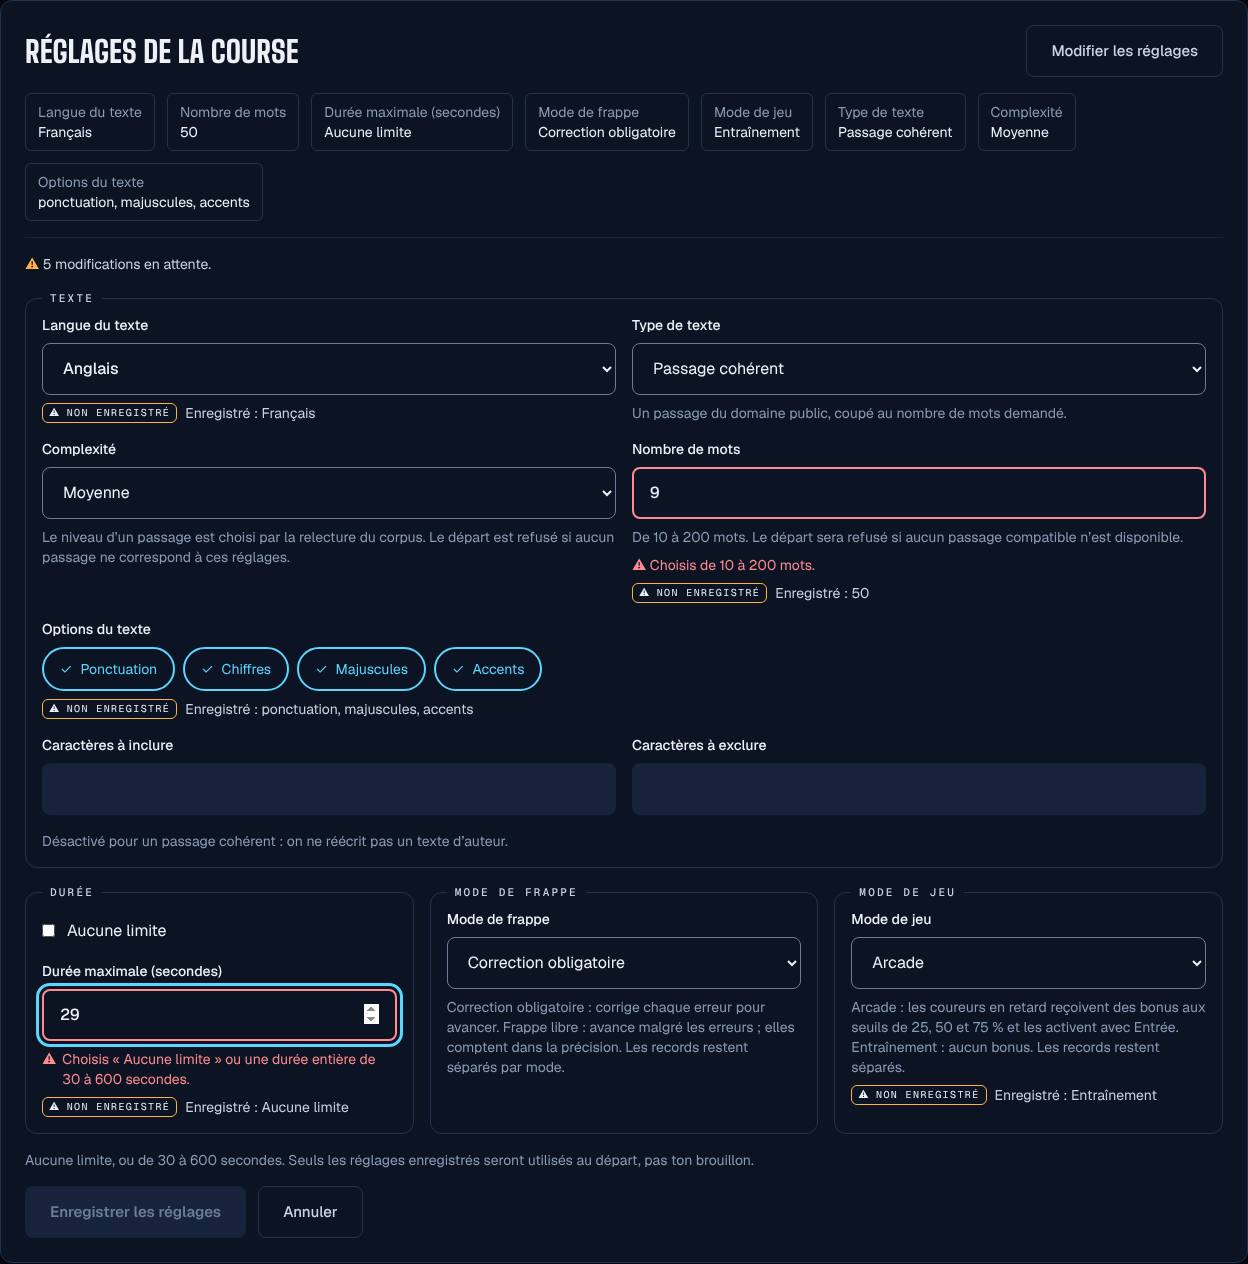 RÉGLAGES DE LA COURSE
Modifier les réglages
Langue du texte
Français
Nombre de mots
50
Durée maximale (secondes)
Aucune limite
Mode de frappe
Correction obligatoire
Mode de jeu
Entraînement
Type de texte
Passage cohérent
Complexité
Moyenne
Options du texte
ponctuation, majuscules, accents
5 modifications en attente.
TEXTE
Langue du texte
Anglais
NON ENREGISTRÉ Enregistré : Français
Type de texte
Passage cohérent
Un passage du domaine public, coupé au nombre de mots demandé.
Complexité
Moyenne
Le niveau d’un passage est choisi par la relecture du corpus. Le départ est refusé si aucun
passage ne correspond à ces réglages.
Nombre de mots
9
De 10 à 200 mots. Le départ sera refusé si aucun passage compatible n’est disponible.
Choisis de 10 à 200 mots.
NON ENREGISTRÉ Enregistré : 50
Options du texte
✓ Ponctuation ✓ Chiffres ✓ Majuscules ✓ Accents
NON ENREGISTRÉ Enregistré : ponctuation, majuscules, accents
Caractères à inclure
Caractères à exclure
Désactivé pour un passage cohérent : on ne réécrit pas un texte d’auteur.
DURÉE
Aucune limite
Durée maximale (secondes)
29
Choisis « Aucune limite » ou une durée entière de
30 à 600 secondes.
NON ENREGISTRÉ Enregistré : Aucune limite
MODE DE FRAPPE
Mode de frappe
Correction obligatoire
Correction obligatoire : corrige chaque erreur pour
avancer. Frappe libre : avance malgré les erreurs ; elles
comptent dans la précision. Les records restent
séparés par mode.
MODE DE JEU
Mode de jeu
Arcade
Arcade : les coureurs en retard reçoivent des bonus aux
seuils de 25, 50 et 75 % et les activent avec Entrée.
Entraînement : aucun bonus. Les records restent
séparés.
NON ENREGISTRÉ Enregistré : Entraînement
Aucune limite, ou de 30 à 600 secondes. Seuls les réglages enregistrés seront utilisés au départ, pas ton brouillon.
Enregistrer les réglages
Annuler